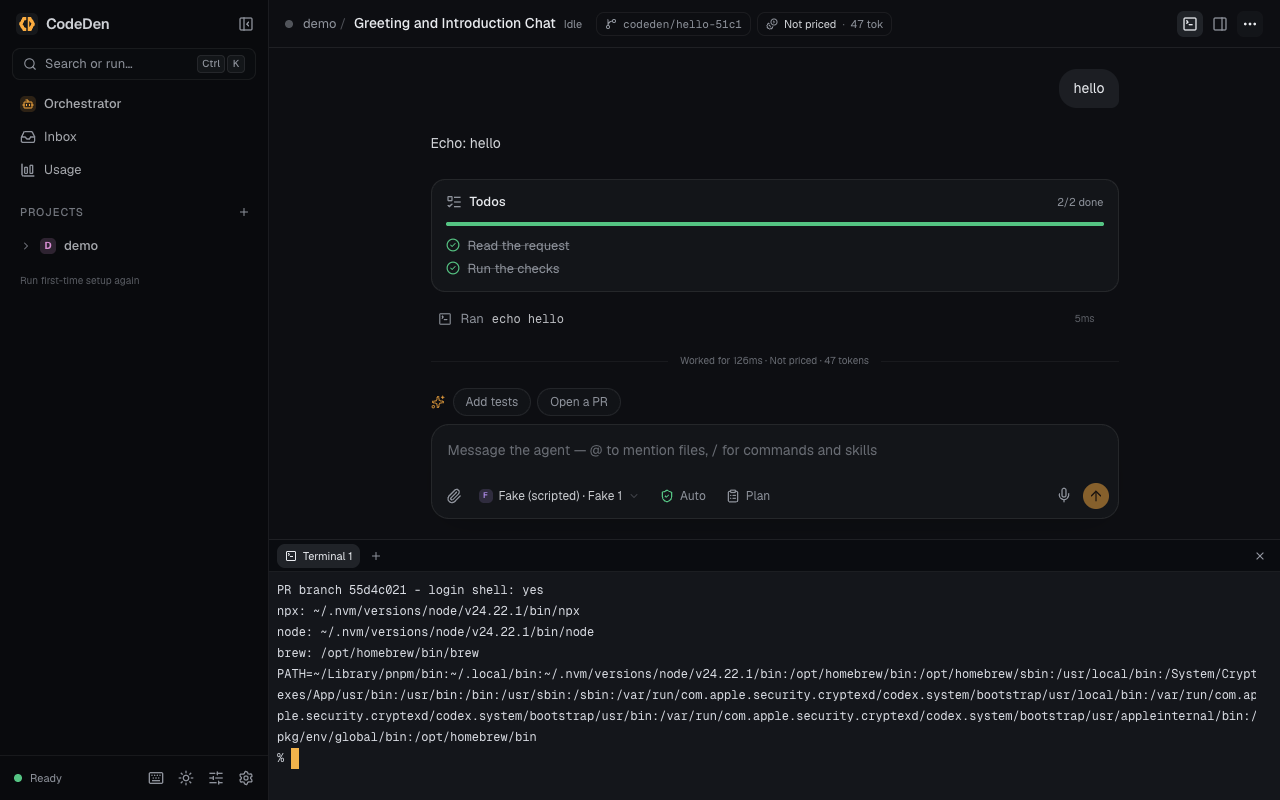 CodeDen
Search or run…
Ctrl K
Orchestrator
Inbox
Usage
PROJECTS
D demo
Run first-time setup again
Ready
demo / Greeting and Introduction Chat Idle codeden/hello-51c1 Not priced · 47 tok
hello
Echo: hello
Todos 2/2 done
Read the request
Run the checks
Ran echo hello 5ms
Worked for 126ms · Not priced · 47 tokens
Add tests Open a PR
Message the agent — @ to mention files, / for commands and skills
F Fake (scripted) · Fake 1 Auto Plan
Terminal 1
PR branch 55d4c021 - login shell: yes
npx: ~/.nvm/versions/node/v24.22.1/bin/npx
node: ~/.nvm/versions/node/v24.22.1/bin/node
brew: /opt/homebrew/bin/brew
PATH=~/Library/pnpm/bin:~/.local/bin:~/.nvm/versions/node/v24.22.1/bin:/opt/homebrew/bin:/opt/homebrew/sbin:/usr/local/bin:/System/Crypt
exes/App/usr/bin:/usr/bin:/bin:/usr/sbin:/sbin:/var/run/com.apple.security.cryptexd/codex.system/bootstrap/usr/local/bin:/var/run/com.ap
ple.security.cryptexd/codex.system/bootstrap/usr/bin:/var/run/com.apple.security.cryptexd/codex.system/bootstrap/usr/appleinternal/bin:/
pkg/env/global/bin:/opt/homebrew/bin
%